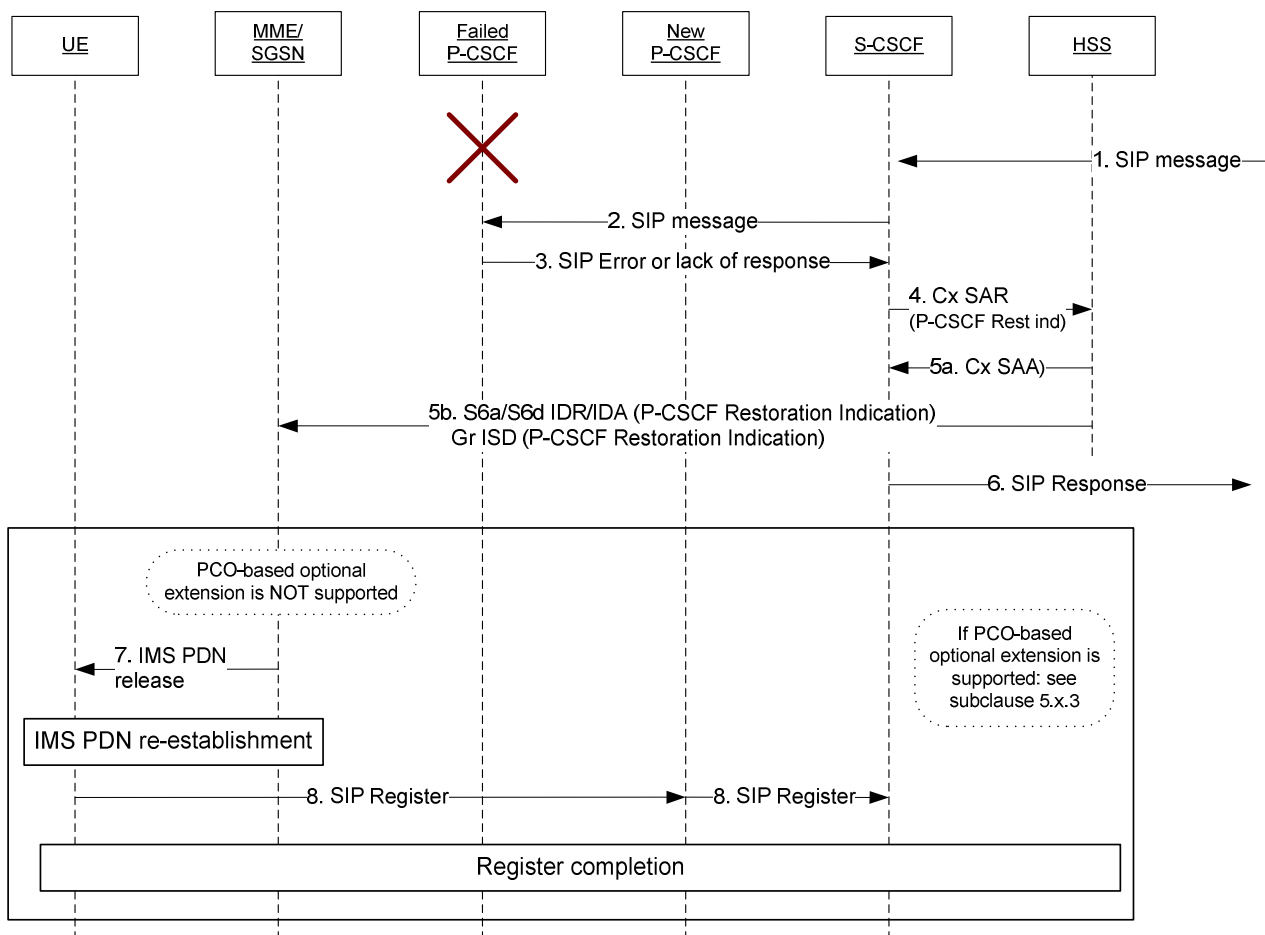 UE
MME/
SGSN
Failed
P-CSCF
New
P-CSCF
S-CSCF
HSS
1. SIP message
2. SIP message
3. SIP Error or lack of response
4. Cx SAR
(P-CSCF Rest ind)
5a. Cx SAA)
5b. S6a/S6d IDR/IDA (P-CSCF Restoration Indication)
Gr ISD (P-CSCF Restoration Indication)
6. SIP Response
PCO-based optional
extension is NOT supported
If PCO-based
optional extension is
supported: see
subclause 5.x.3
7. IMS PDN
release
IMS PDN re-establishment
8. SIP Register
8. SIP Register
Register completion